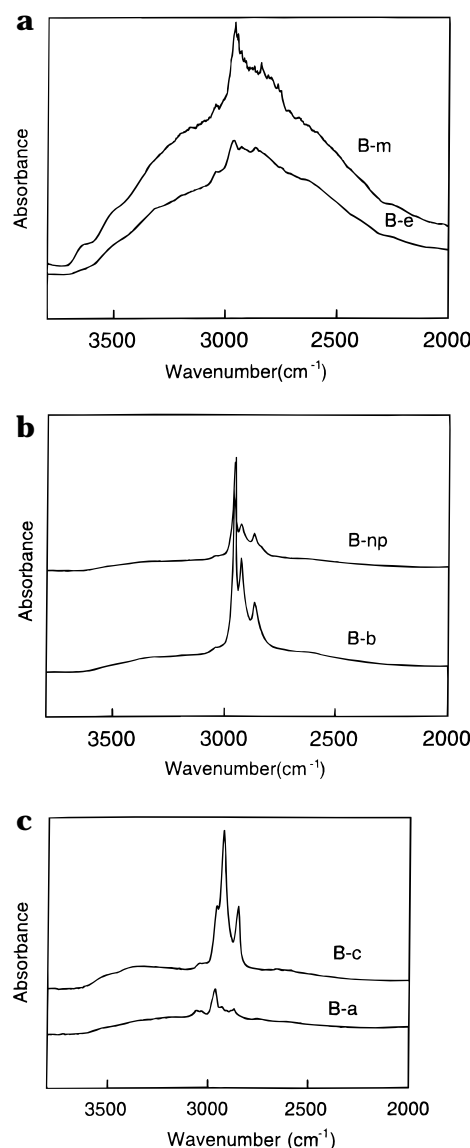 a
Absorbance
B-m
B-e
3500 3000 2500 2000
Wavenumber(cm-1)
b
Absorbance
B-np
B-b
3500 3000 2500 2000
Wavenumber(cm-1)
c
Absorbance
B-c
B-a
3500 3000 2500 2000
Wavenumber (cm-1)